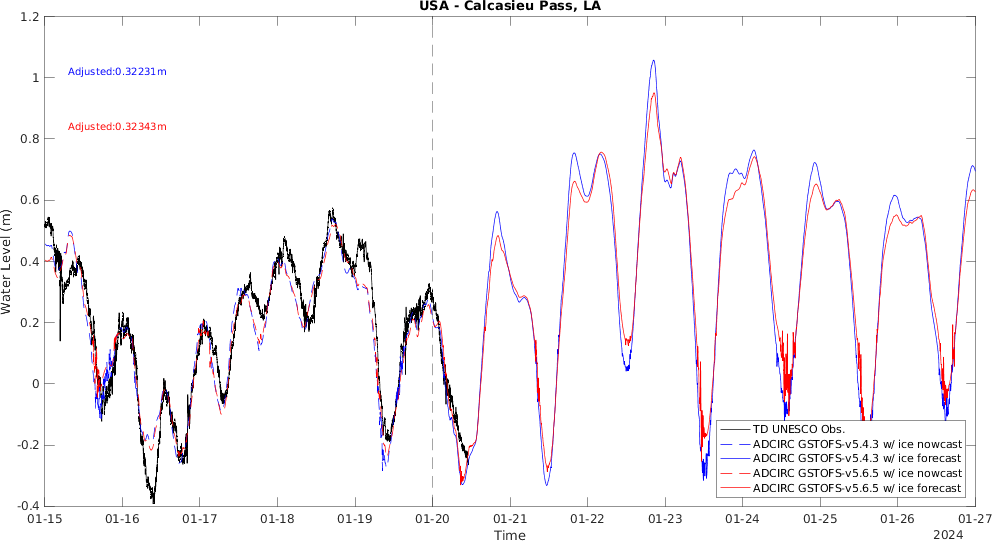 USA - Calcasieu Pass, LA
1.2
1
0.8
0.6
0.4
0.2
0
-0.2
-0.4
Water Level (m)
Adjusted:0.32231m
Adjusted:0.32343m
TD UNESCO Obs.
ADCIRC GSTOFS-v5.4.3 w/ ice nowcast
ADCIRC GSTOFS-v5.4.3 w/ ice forecast
ADCIRC GSTOFS-v5.6.5 w/ ice nowcast
ADCIRC GSTOFS-v5.6.5 w/ ice forecast
01-15 01-16 01-17 01-18 01-19 01-20 01-21 01-22 01-23 01-24 01-25 01-26 01-27
Time
2024